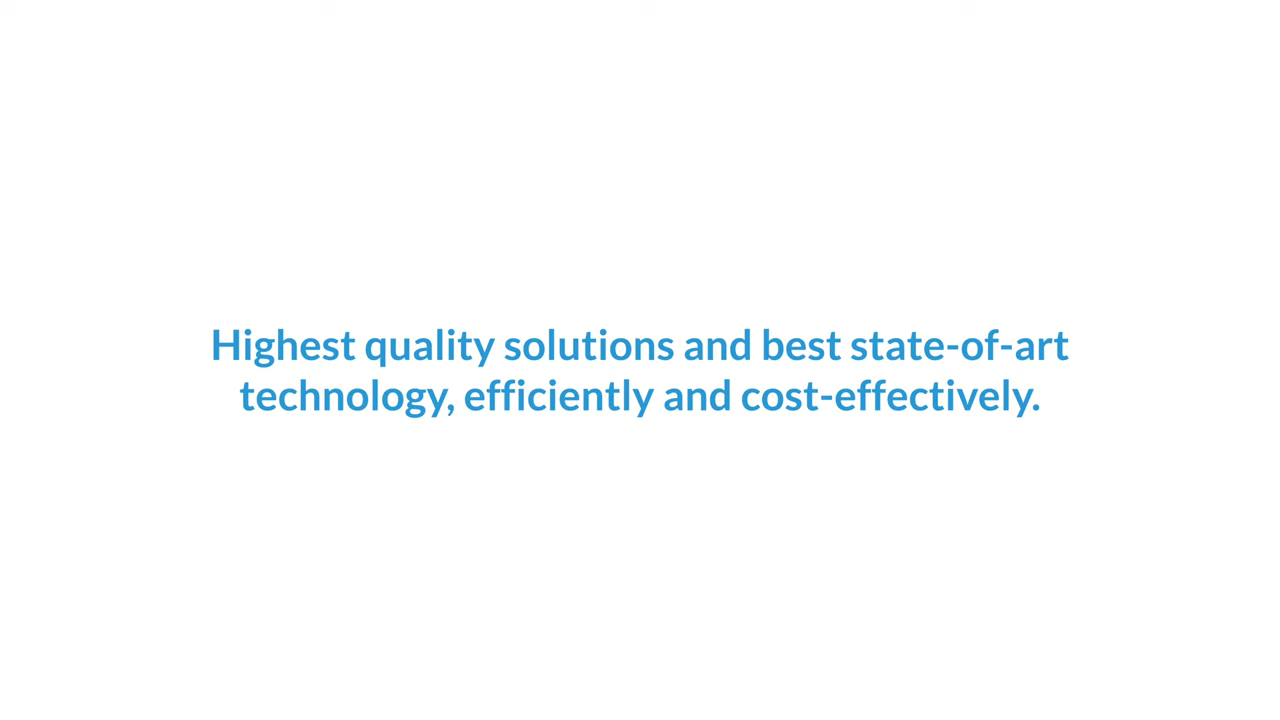 Highest quality solutions and best state-of-art
technology, efficiently and cost-effectively.